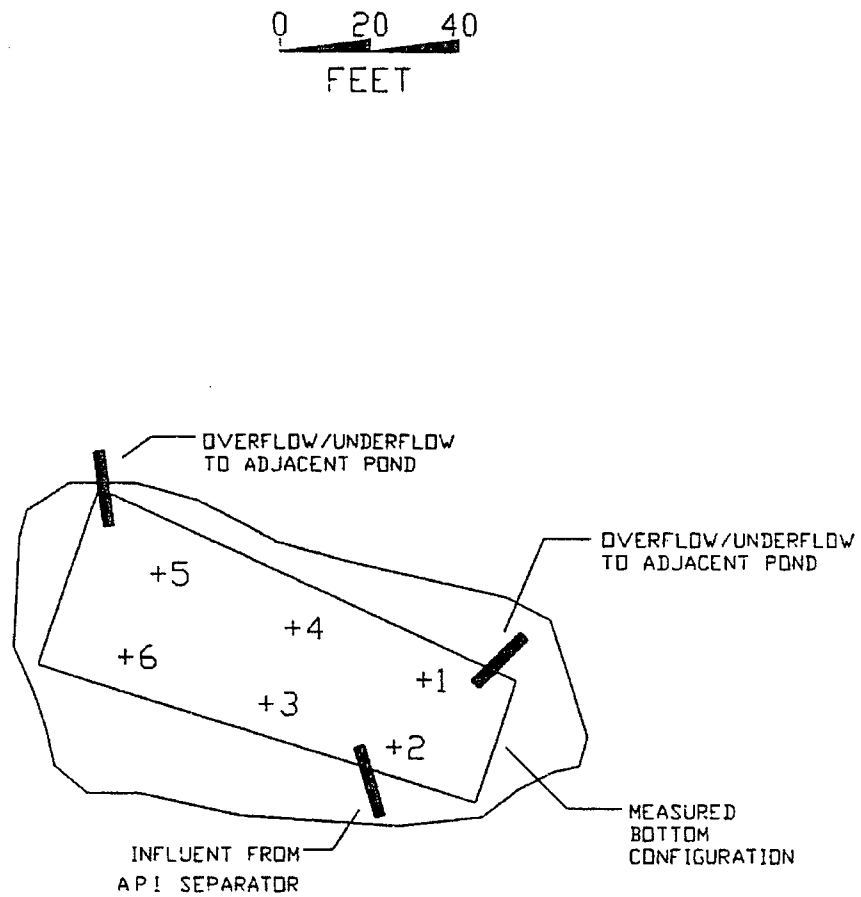 0 20 40
FEET
OVERFLOW/UNDERFLOW
TO ADJACENT POND
OVERFLOW/UNDERFLOW
TO ADJACENT POND
+5
+4
+6
+1
+3
+2
MEASURED
BOTTOM
CONFIGURATION
INFLUENT FROM
API SEPARATOR